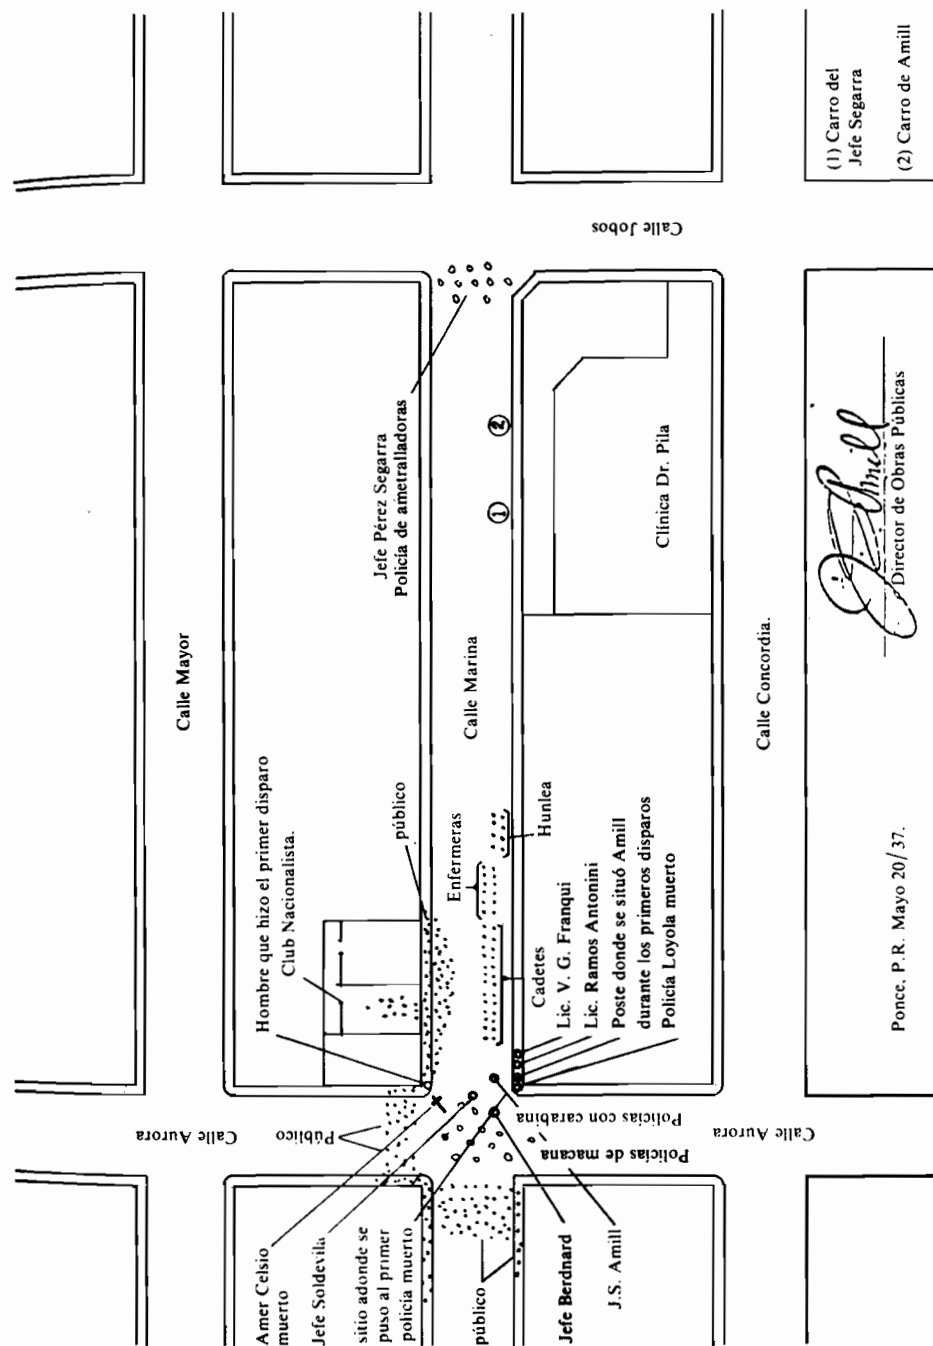 (1) Carro del
Jefe Segarra
(2) Carro de Amill
Calle Jobos
Calle Mayor
Jefe Pérez Segarra
Policía de ametralladoras
①
②
Clínica Dr. Pila
Calle Marina
Calle Concordia.
Hombre que hizo el primer disparo
Club Nacionalista.
público
Enfermeras
Hunlea
Cadetes
Lic. V. G. Franqui
Lic. Ramos Antonini
Poste donde se situó Amill
durante los primeros disparos
Policía Loyola muerto
Calle Aurora
Público
Policías con carabina
Policías de macana
Calle Aurora
Amer Celsio
muerto
Jefe Soldevila
sitio adonde se
puso al primer
policia muerto
público
Jefe Berdnard
J.S. Amill
Ponce, P.R. Mayo 20/37.
Amill
Director de Obras Públicas